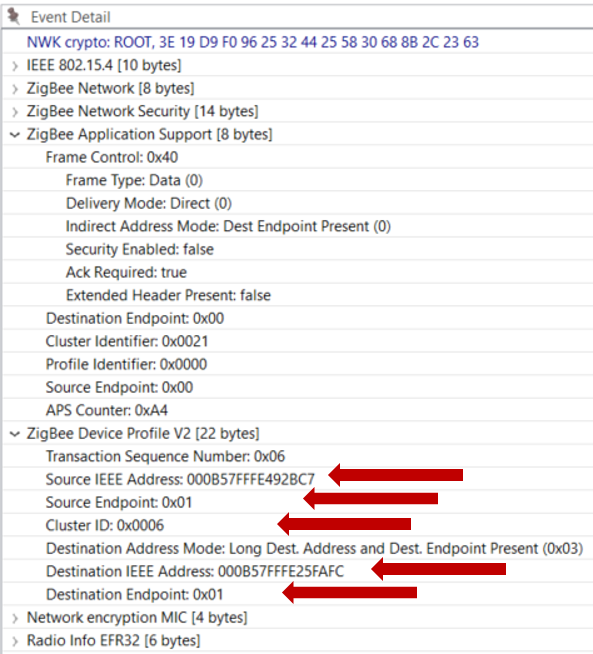 Event Detail
NWK crypto: ROOT, 3E 19 D9 F0 96 25 32 44 25 58 30 68 8B 2C 23 63
IEEE 802.15.4 [10 bytes]
ZigBee Network [8 bytes]
ZigBee Network Security [14 bytes]
ZigBee Application Support [8 bytes]
Frame Control: 0x40
Frame Type: Data (0)
Delivery Mode: Direct (0)
Indirect Address Mode: Dest Endpoint Present (0)
Security Enabled: false
Ack Required: true
Extended Header Present: false
Destination Endpoint: 0x00
Cluster Identifier: 0x0021
Profile Identifier: 0x0000
Source Endpoint: 0x00
APS Counter: 0xA4
ZigBee Device Profile V2 [22 bytes]
Transaction Sequence Number: 0x06
Source IEEE Address: 000B57FFFE492BC7
Source Endpoint: 0x01
Cluster ID: 0x0006
Destination Address Mode: Long Dest. Address and Dest. Endpoint Present (0x03)
Destination IEEE Address: 000B57FFFE25FAFC
Destination Endpoint: 0x01
Network encryption MIC [4 bytes]
Radio Info EFR32 [6 bytes]